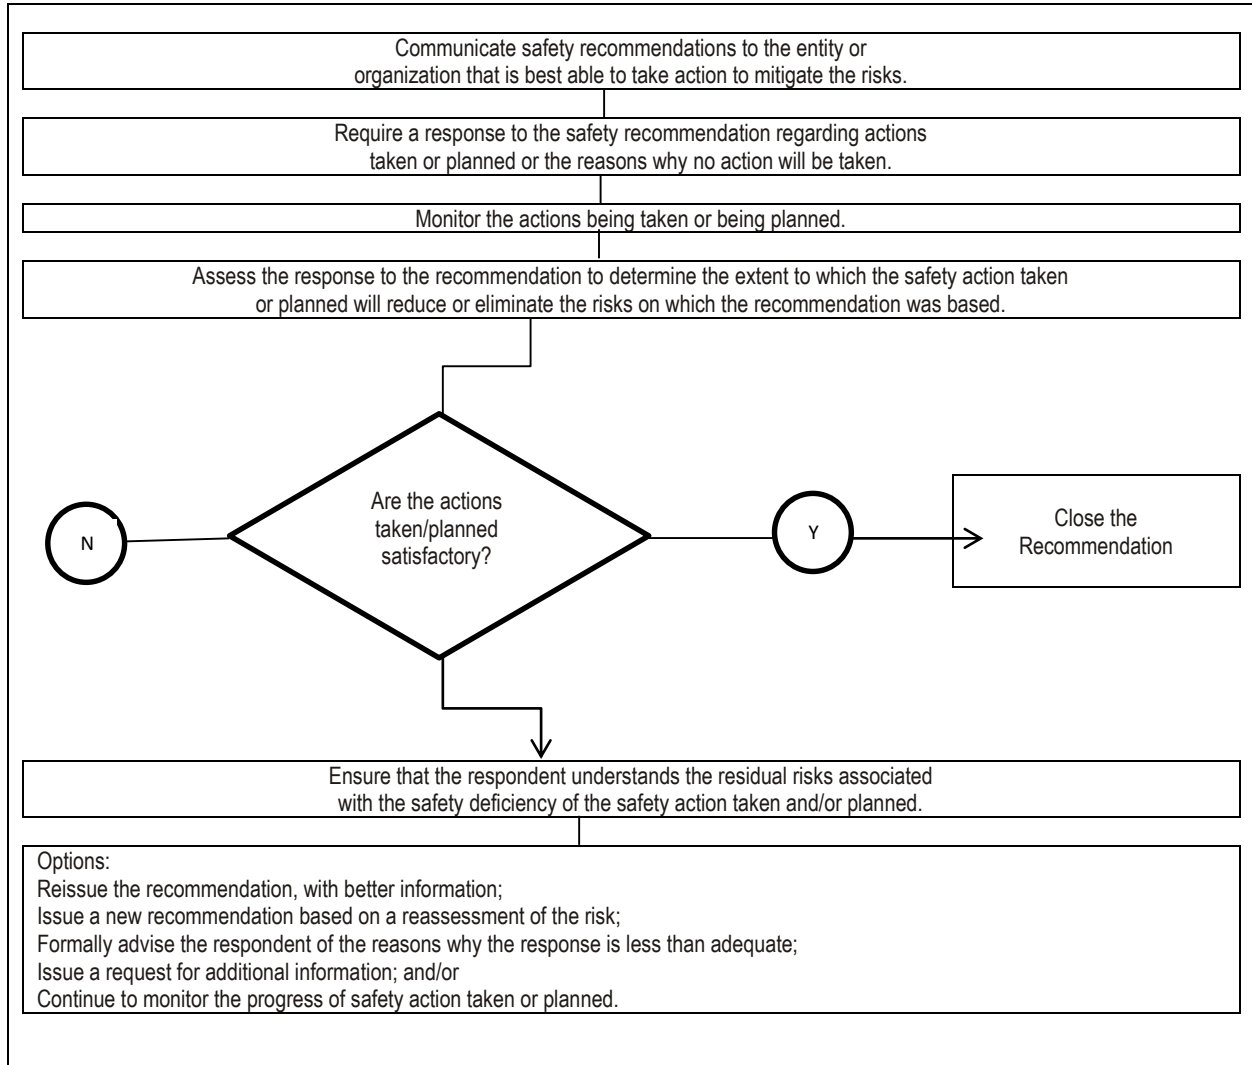 Communicate safety recommendations to the entity or
organization that is best able to take action to mitigate the risks.
Require a response to the safety recommendation regarding actions
taken or planned or the reasons why no action will be taken.
Monitor the actions being taken or being planned.
Assess the response to the recommendation to determine the extent to which the safety action taken
or planned will reduce or eliminate the risks on which the recommendation was based.
Are the actions
taken/planned
satisfactory?
N
Y
Close the
Recommendation
Ensure that the respondent understands the residual risks associated
with the safety deficiency of the safety action taken and/or planned.
Options:
Reissue the recommendation, with better information;
Issue a new recommendation based on a reassessment of the risk;
Formally advise the respondent of the reasons why the response is less than adequate;
Issue a request for additional information; and/or
Continue to monitor the progress of safety action taken or planned.